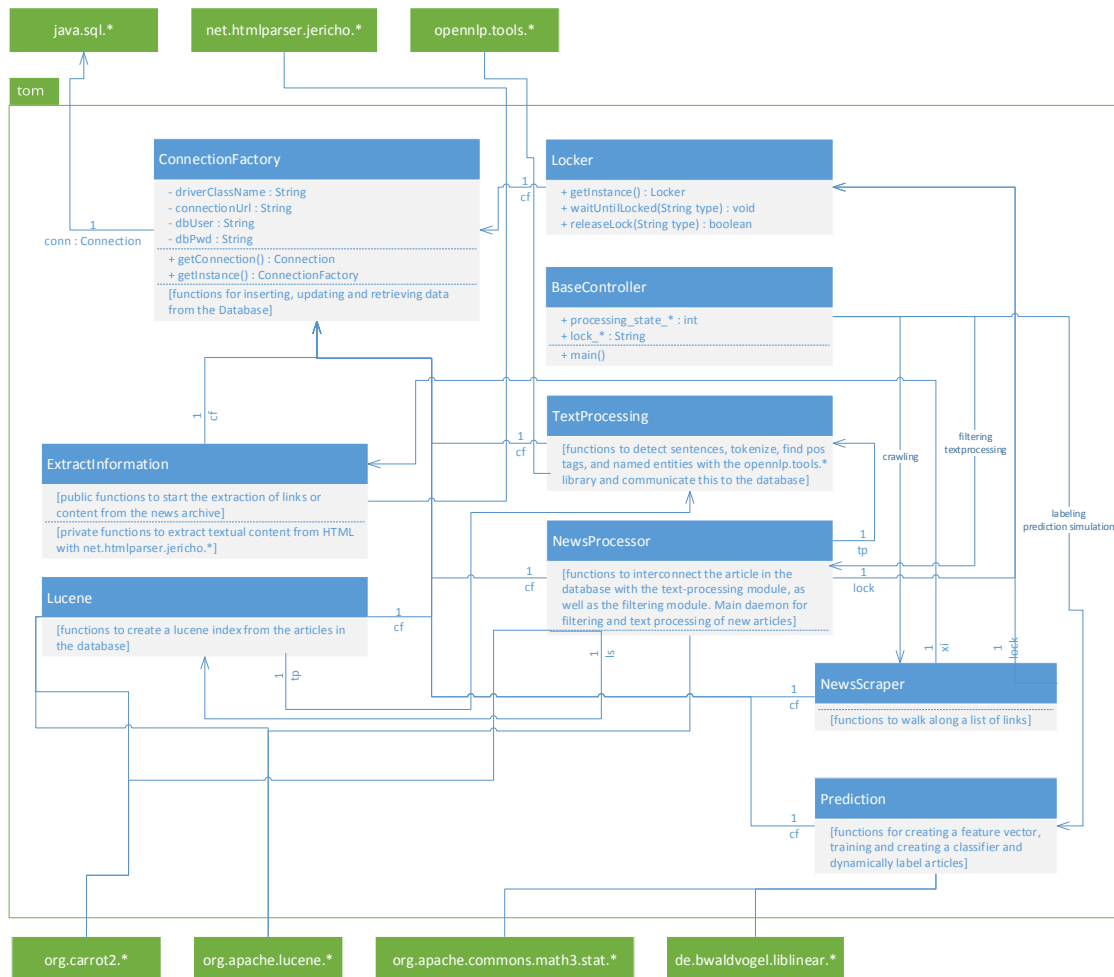 java.sql.*
net.htmlparser.jericho.*
opennlp.tools.*
tom
ConnectionFactory
- driverClassName : String
- connectionUrl : String
- dbUser : String
- dbPwd : String
+ getConnection() : Connection
+ getInstance() : ConnectionFactory
[functions for inserting, updating and retrieving data
from the Database]
1
conn : Connection
Locker
+ getInstance() : Locker
+ waitUntilLocked(String type) : void
+ releaseLock(String type) : boolean
1
cf
BaseController
+ processing_state_* : int
+ lock_* : String
+ main()
crawling
filtering
textprocessing
labeling
prediction simulation
TextProcessing
[functions to detect sentences, tokenize, find pos
tags, and named entities with the opennlp.tools.*
library and communicate this to the database]
1
cf
ExtractInformation
[public functions to start the extraction of links or
content from the news archive]
[private functions to extract textual content from HTML
with net.htmlparser.jericho.*]
1
cf
NewsProcessor
[functions to interconnect the article in the
database with the text-processing module, as
well as the filtering module. Main daemon for
filtering and text processing of new articles]
1
tp
1
cf
1
lock
1
ls
Lucene
[functions to create a lucene index from the articles in
the database]
1
cf
1
tp
NewsScraper
[functions to walk along a list of links]
1
xi
1
lock
1
cf
Prediction
[functions for creating a feature vector,
training and creating a classifier and
dynamically label articles]
1
cf
org.carrot2.*
org.apache.lucene.*
org.apache.commons.math3.stat.*
de.bwaldvogel.liblinear.*